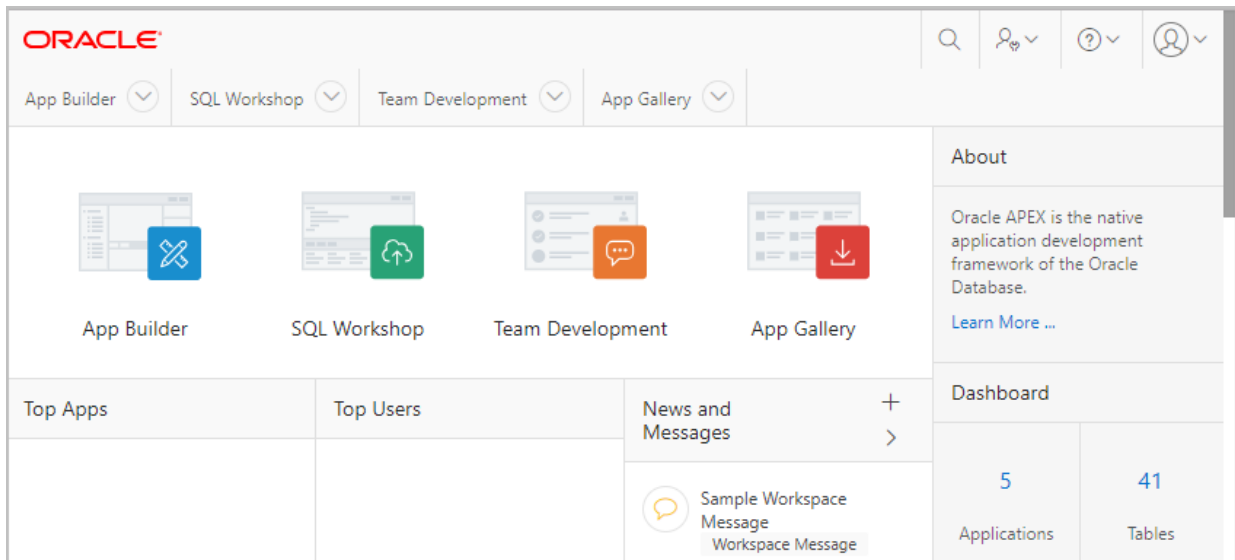 ORACLE
App Builder
SQL Workshop
Team Development
App Gallery
App Builder
SQL Workshop
Team Development
App Gallery
Top Apps
Top Users
News and
Messages
Sample Workspace
Message
Workspace Message
About
Oracle APEX is the native
application development
framework of the Oracle
Database.
Learn More ...
Dashboard
5
Applications
41
Tables